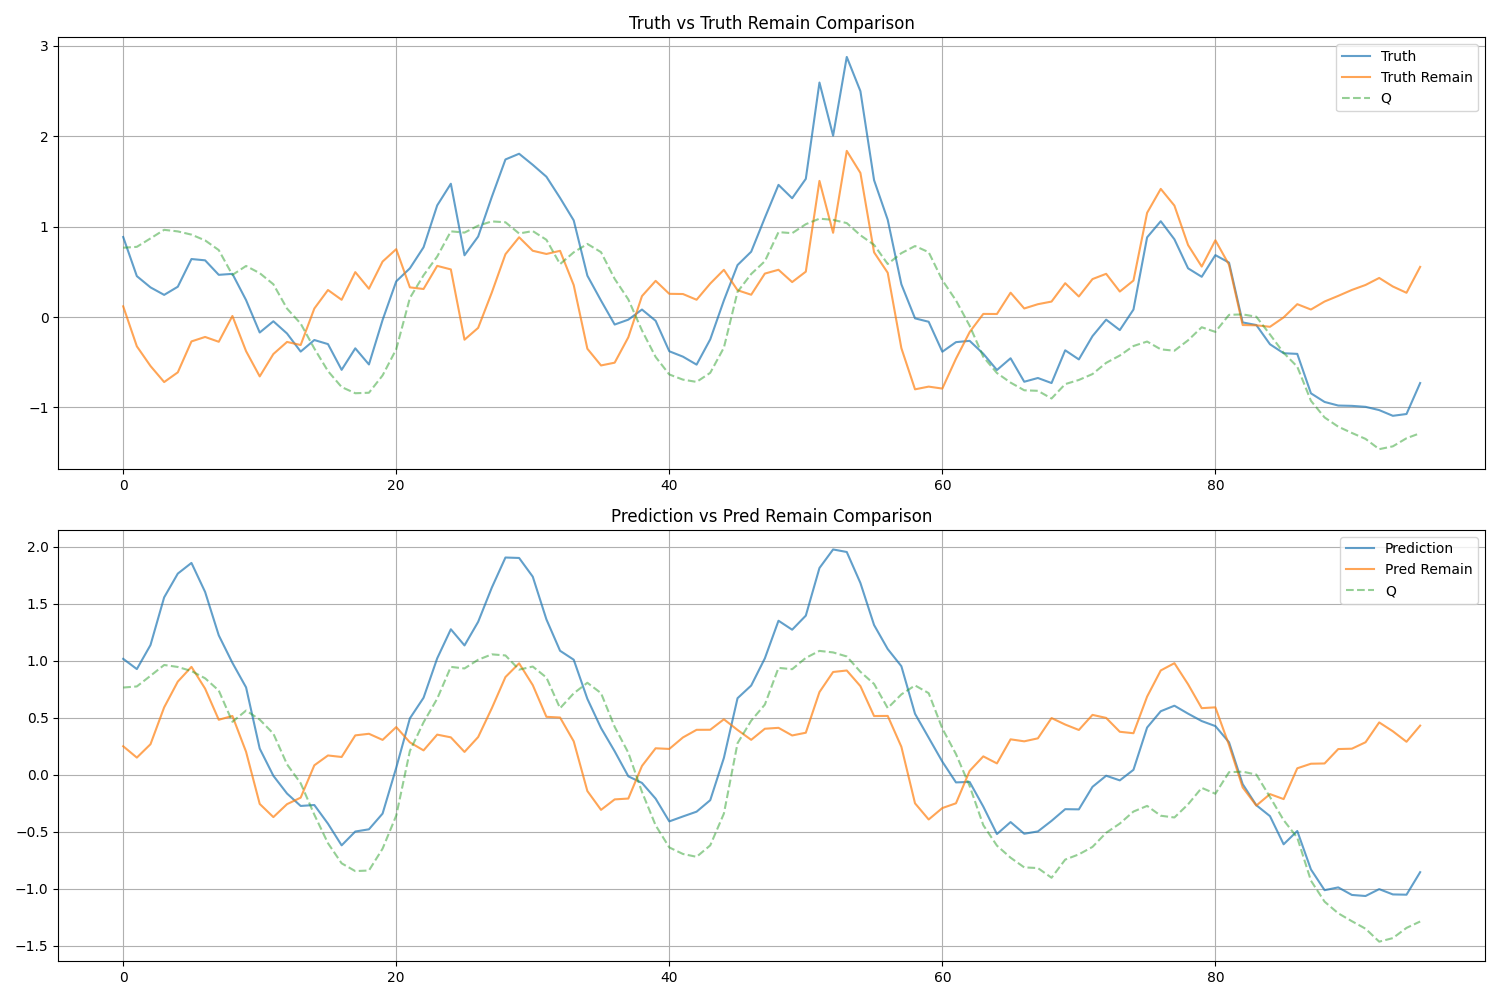 Truth vs Truth Remain Comparison
3
2
1
0
−1
0 20 40 60 80
Truth
Truth Remain
Q
Prediction vs Pred Remain Comparison
2.0
1.5
1.0
0.5
0.0
−0.5
−1.0
−1.5
0 20 40 60 80
Prediction
Pred Remain
Q